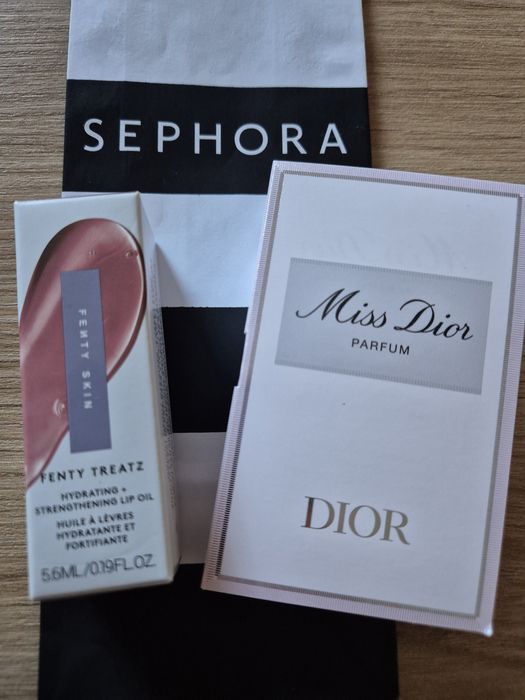 SEPHORA
FENTY SKIN
FENTY TREATZ
HYDRATING +
STRENGTHENING LIP OIL
HUILE À LÈVRES
HYDRATANTE ET
FORTIFIANTE
5.6ML/0.19FL.OZ.
Miss Dior
PARFUM
DIOR